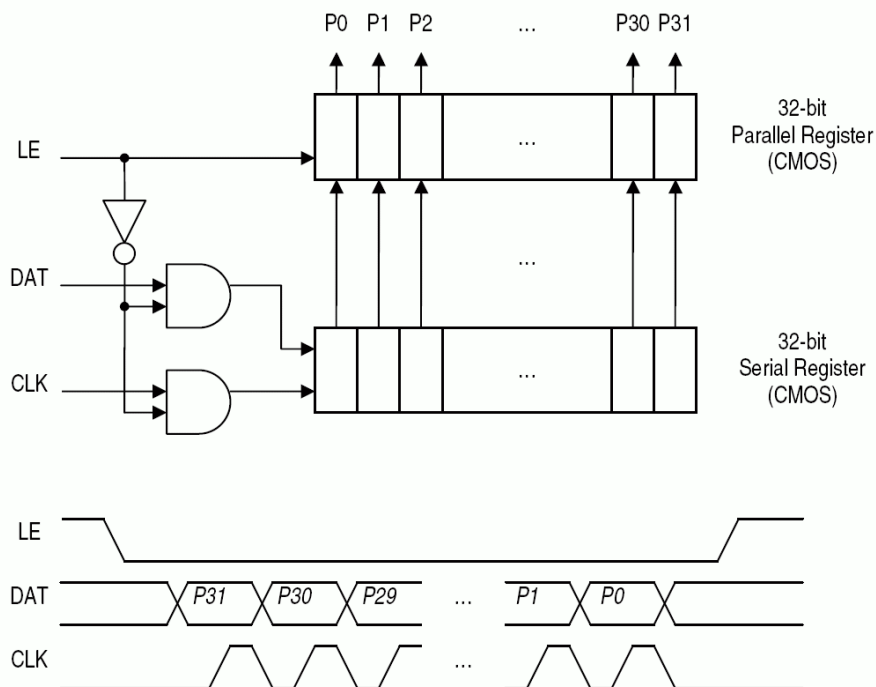 P0 P1 P2 ... P30 P31
LE
...
32-bit
Parallel Register
(CMOS)
DAT
...
CLK
...
32-bit
Serial Register
(CMOS)
LE
DAT P31 P30 P29 ... P1 P0
CLK ...